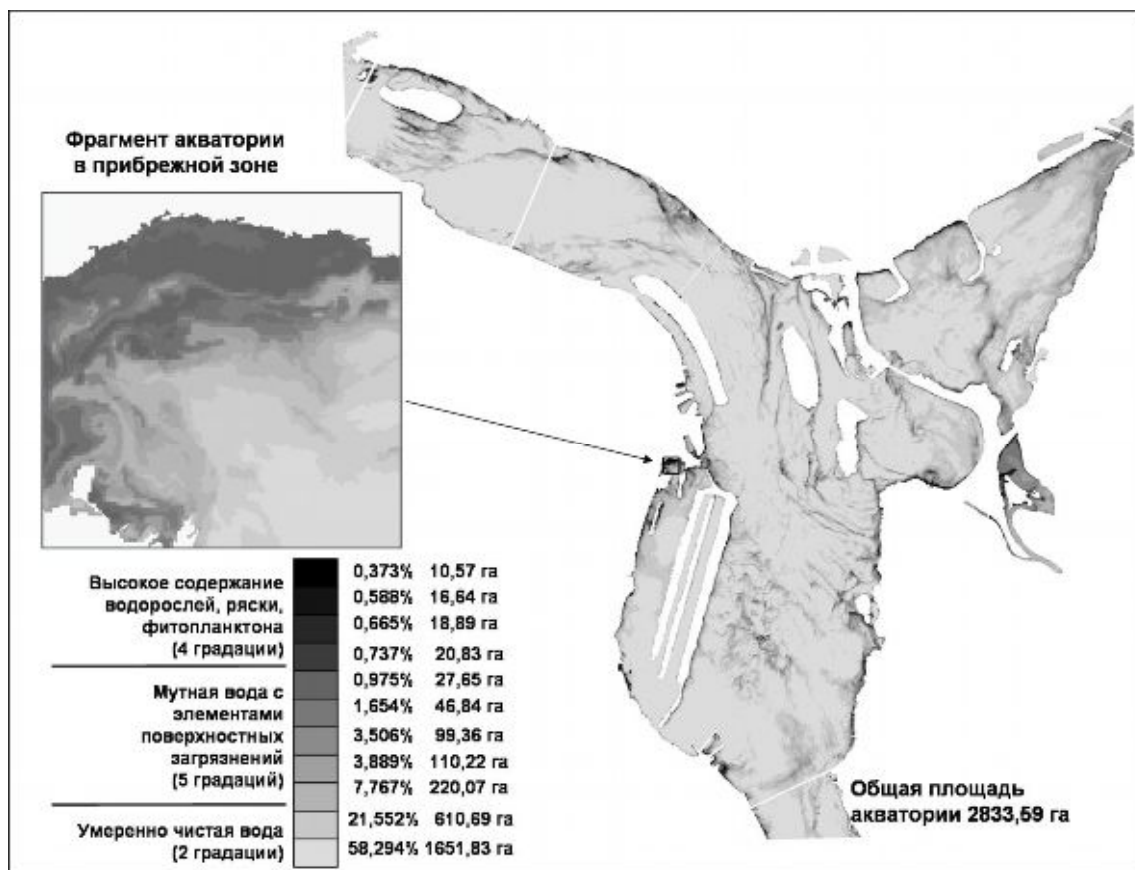 Фрагмент акватории
в прибрежной зоне
Высокое содержание
водорослей, ряски,
фитопланктона
(4 градации)
Мутная вода с
элементами
поверхностных
загрязнений
(5 градаций)
Умеренно чистая вода
(2 градации)
0,373% 10,57 га
0,588% 16,64 га
0,665% 18,89 га
0,737% 20,83 га
0,975% 27,65 га
1,654% 46,84 га
3,506% 99,36 га
3,889% 110,22 га
7,767% 220,07 га
21,552% 610,69 га
58,294% 1651,83 га
Общая площадь
акватории 2833,59 га